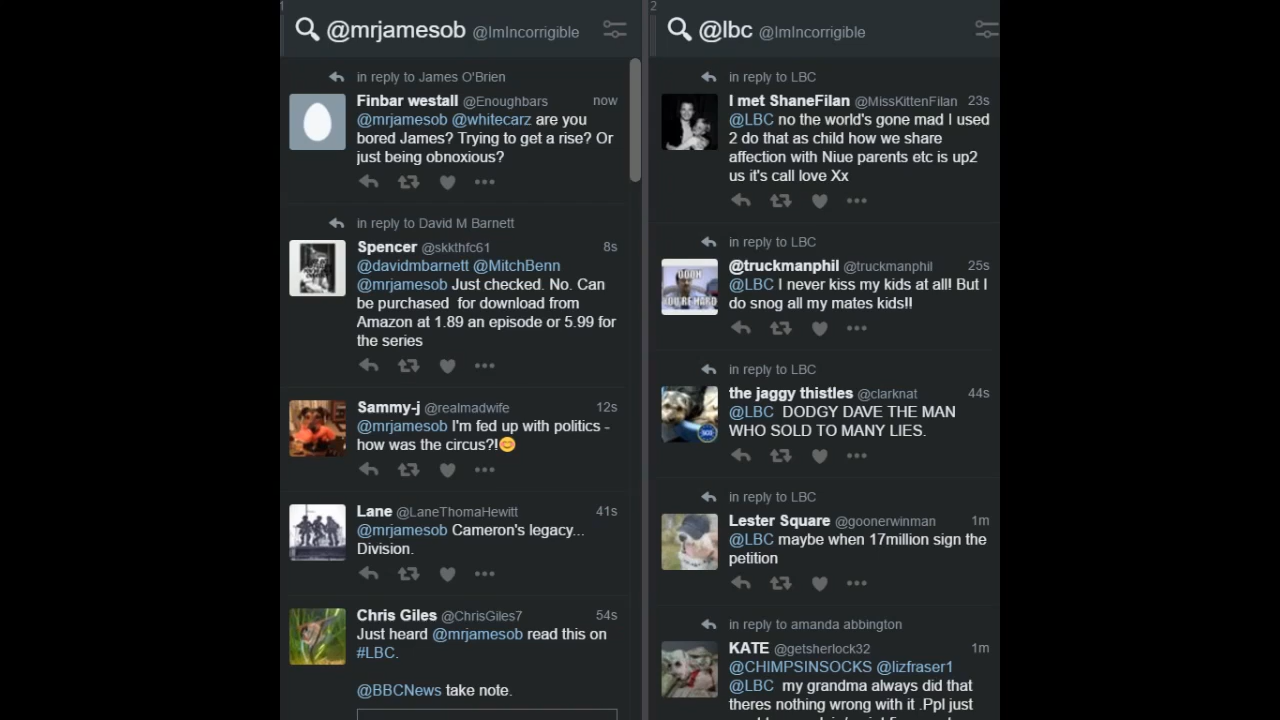 1
@mrjamesob @ImIncorrigible
in reply to James O'Brien
Finbar westall @Enoughbars now
@mrjamesob @whitecarz are you
bored James? Trying to get a rise? Or
just being obnoxious?
in reply to David M Barnett
Spencer @skkthfc61 8s
@davidmbarnett @MitchBenn
@mrjamesob Just checked. No. Can
be purchased for download from
Amazon at 1.89 an episode or 5.99 for
the series
Sammy-j @realmadwife 12s
@mrjamesob I'm fed up with politics -
how was the circus?!😊
Lane @LaneThomaHewitt 41s
@mrjamesob Cameron's legacy...
Division.
Chris Giles @ChrisGiles7 54s
Just heard @mrjamesob read this on
#LBC.
@BBCNews take note.
2
@lbc @ImIncorrigible
in reply to LBC
I met ShaneFilan @MissKittenFilan 23s
@LBC no the world's gone mad I used
2 do that as child how we share
affection with Niue parents etc is up2
us it's call love Xx
in reply to LBC
@truckmanphil @truckmanphil 25s
OOOH
YOU'RE HARD
@LBC I never kiss my kids at all! But I
do snog all my mates kids!!
in reply to LBC
the jaggy thistles @clarknat 44s
@LBC DODGY DAVE THE MAN
WHO SOLD TO MANY LIES.
in reply to LBC
Lester Square @goonerwinman 1m
@LBC maybe when 17million sign the
petition
in reply to amanda abbington
KATE @getsherlock32 1m
@CHIMPSINSOCKS @lizfraser1
@LBC my grandma always did that
theres nothing wrong with it .Ppl just